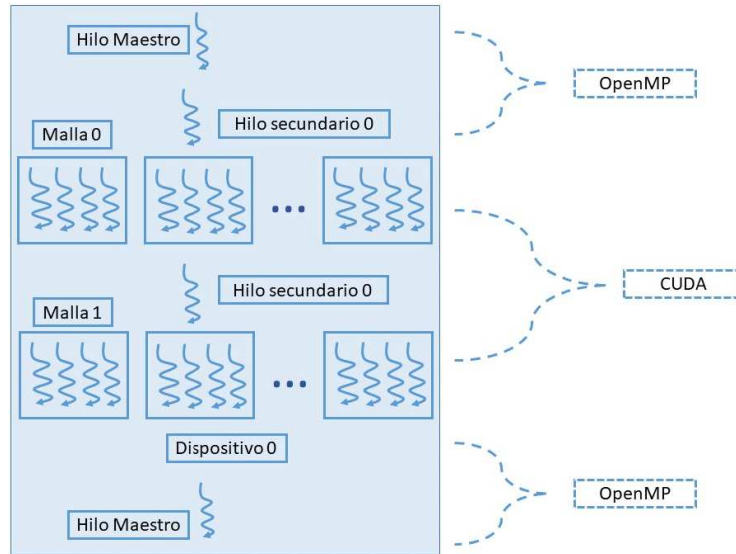 Hilo Maestro
OpenMP
Hilo secundario 0
Malla 0
...
Hilo secundario 0
CUDA
Malla 1
...
Dispositivo 0
OpenMP
Hilo Maestro